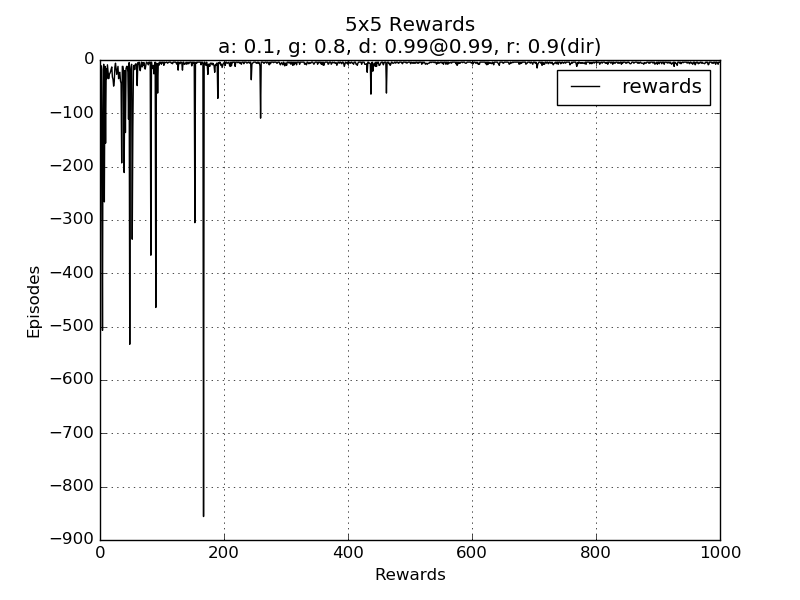 5x5 Rewards
a: 0.1, g: 0.8, d: 0.99@0.99, r: 0.9(dir)
rewards
0
−100
−200
−300
−400
−500
−600
−700
−800
−900
Episodes
0 200 400 600 800 1000
Rewards